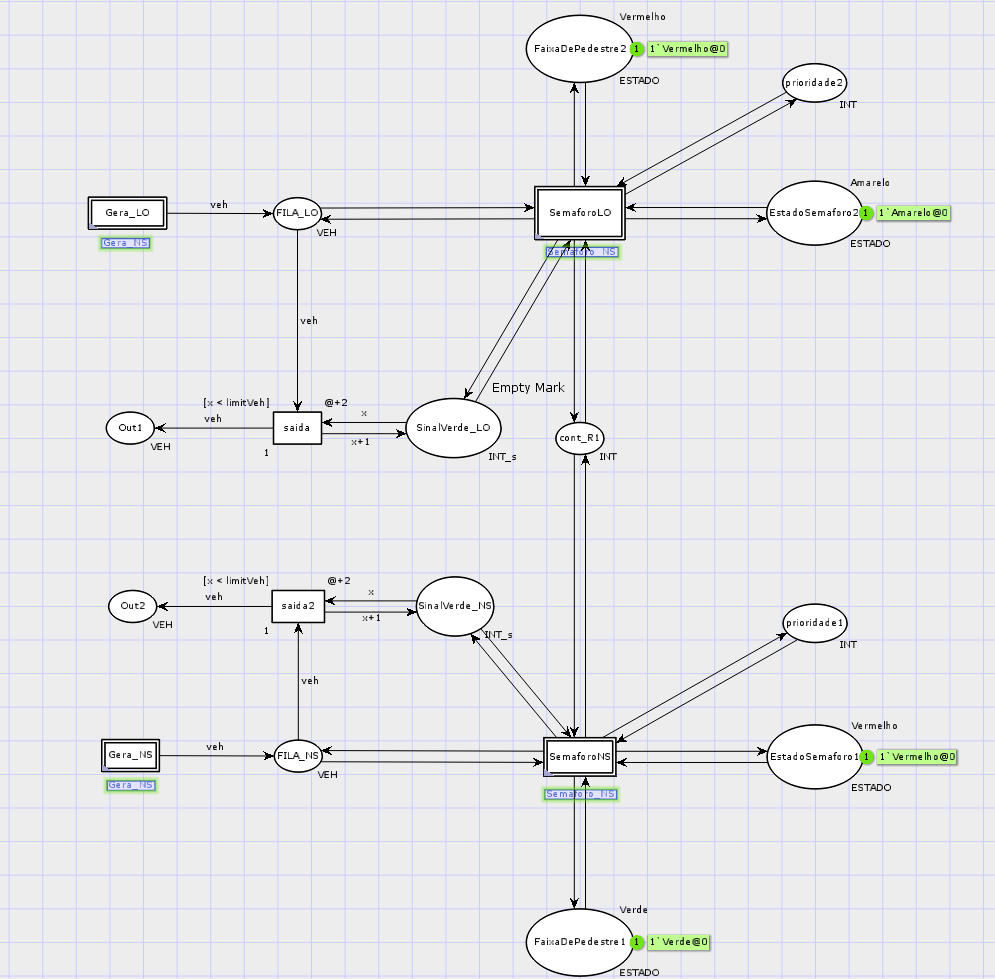 Vermelho
FaixaDePedestre2
1
1`Vermelho@0
ESTADO
prioridade2
INT
Amarelo
Gera_LO
veh
FILA_LO
SemaforoLO
EstadoSemaforo2
1
1`Amarelo@0
VEH
Gera_NS
Semaforo_NS
ESTADO
veh
Empty Mark
[x < limitVeh]
@+2
veh
x
Out1
saida
SinalVerde_LO
cont_R1
VEH
x+1
1
INT_s
INT
[x < limitVeh]
@+2
veh
x
Out2
saida2
SinalVerde_NS
VEH
x+1
1
INT_s
prioridade1
INT
veh
Vermelho
veh
Gera_NS
FILA_NS
SemaforoNS
EstadoSemaforo1
1
1`Vermelho@0
VEH
Gera_NS
Semaforo_NS
ESTADO
Verde
FaixaDePedestre1
1
1`Verde@0
ESTADO